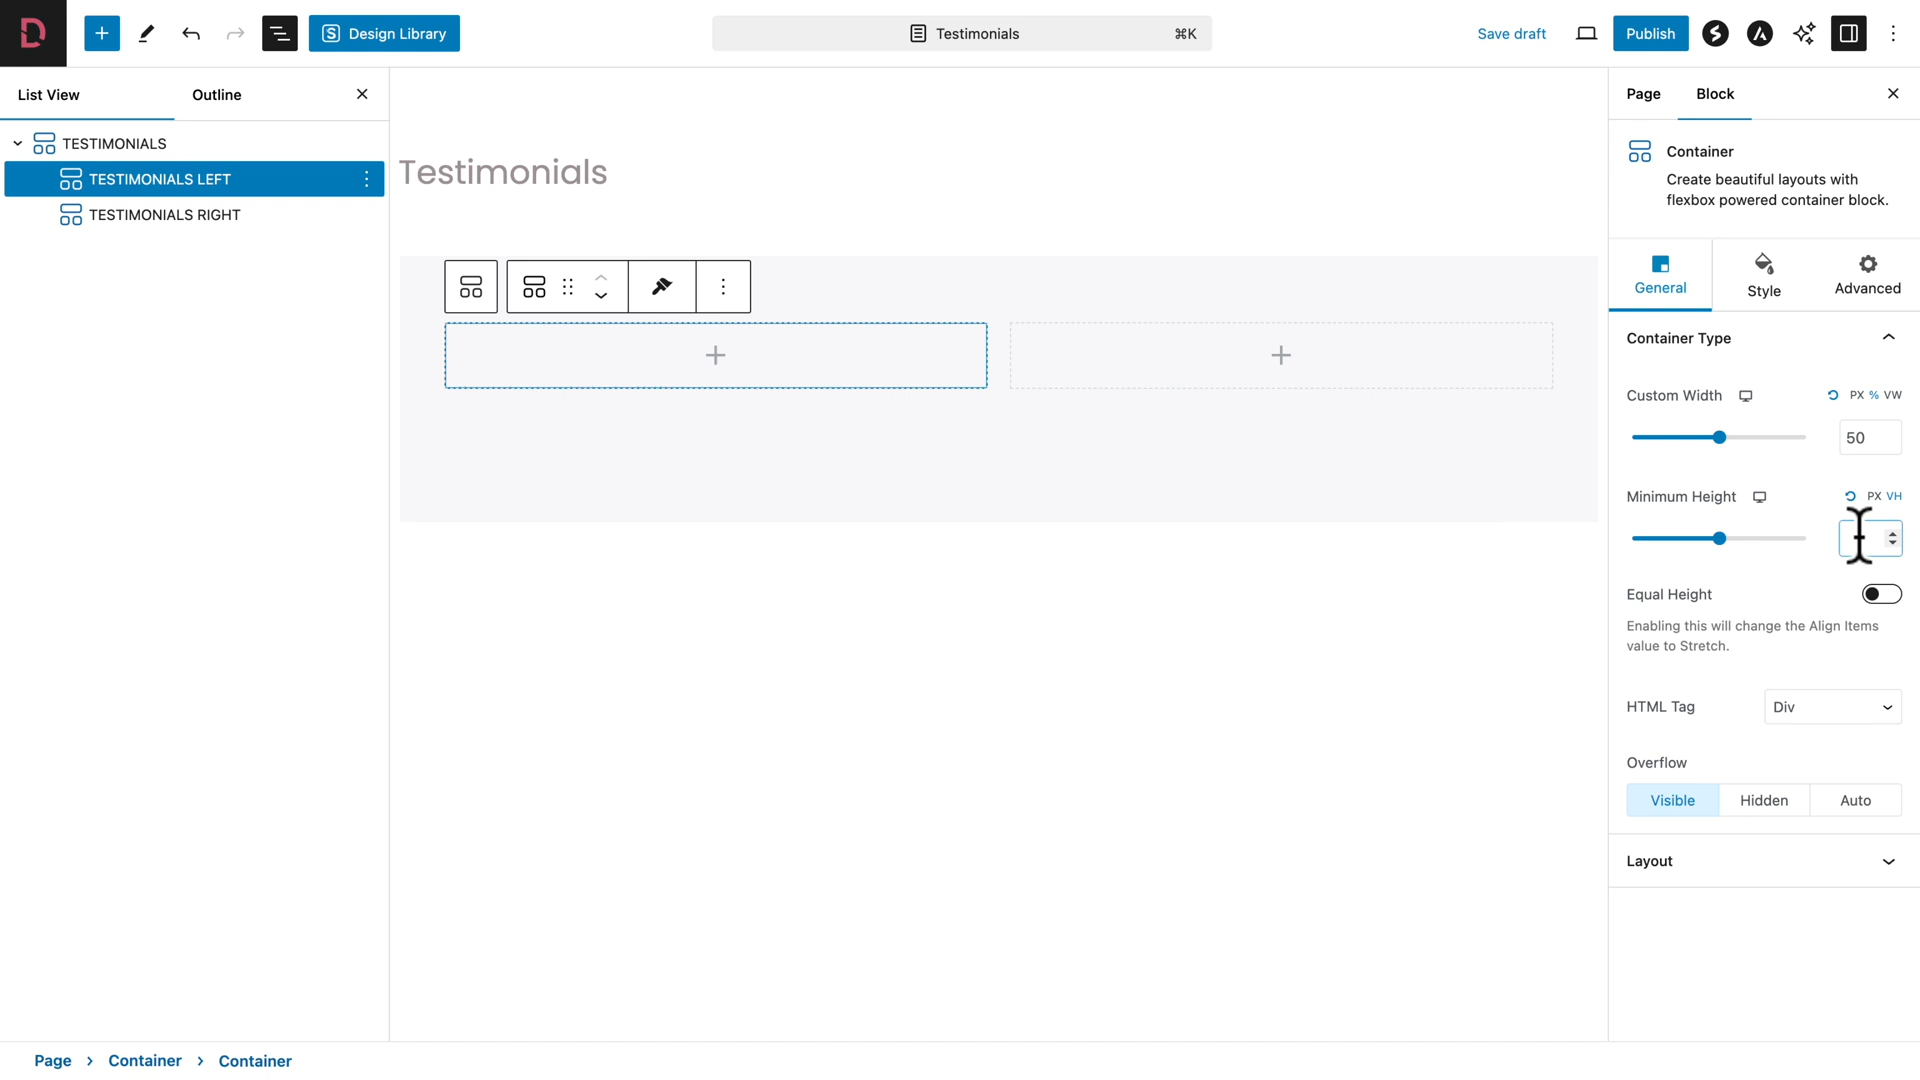 Design Library
Testimonials
⌘K
Save draft
Publish
List View
Outline
Page
Block
TESTIMONIALS
TESTIMONIALS LEFT
TESTIMONIALS RIGHT
Testimonials
Container
Create beautiful layouts with
flexbox powered container block.
General
Style
Advanced
Container Type
Custom Width
PX % VW
50
Minimum Height
PX VH
Equal Height
Enabling this will change the Align Items
value to Stretch.
HTML Tag
Div
Overflow
Visible
Hidden
Auto
Layout
Page > Container > Container